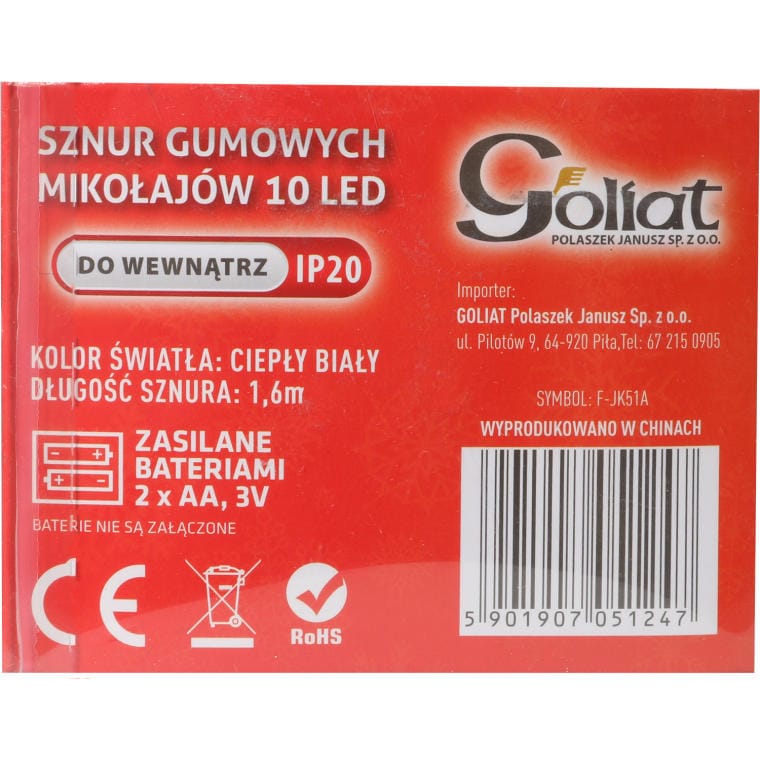 SZNUR GUMOWYCH
MIKOŁAJÓW 10 LED
DO WEWNĄTRZ IP20
KOLOR ŚWIATŁA: CIEPŁY BIAŁY
DŁUGOŚĆ SZNURA: 1,6m
ZASILANE
BATERIAMI
2 x AA, 3V
BATERIE NIE SĄ ZAŁĄCZONE
CE
RoHS
Goliat
POLASZEK JANUSZ SP. Z O.O.
Importer:
GOLIAT Polaszek Janusz Sp. z o.o.
ul. Pilotów 9, 64-920 Piła,Tel: 67 215 0905
SYMBOL: F-JK51A
WYPRODUKOWANO W CHINACH
5 901907 051247